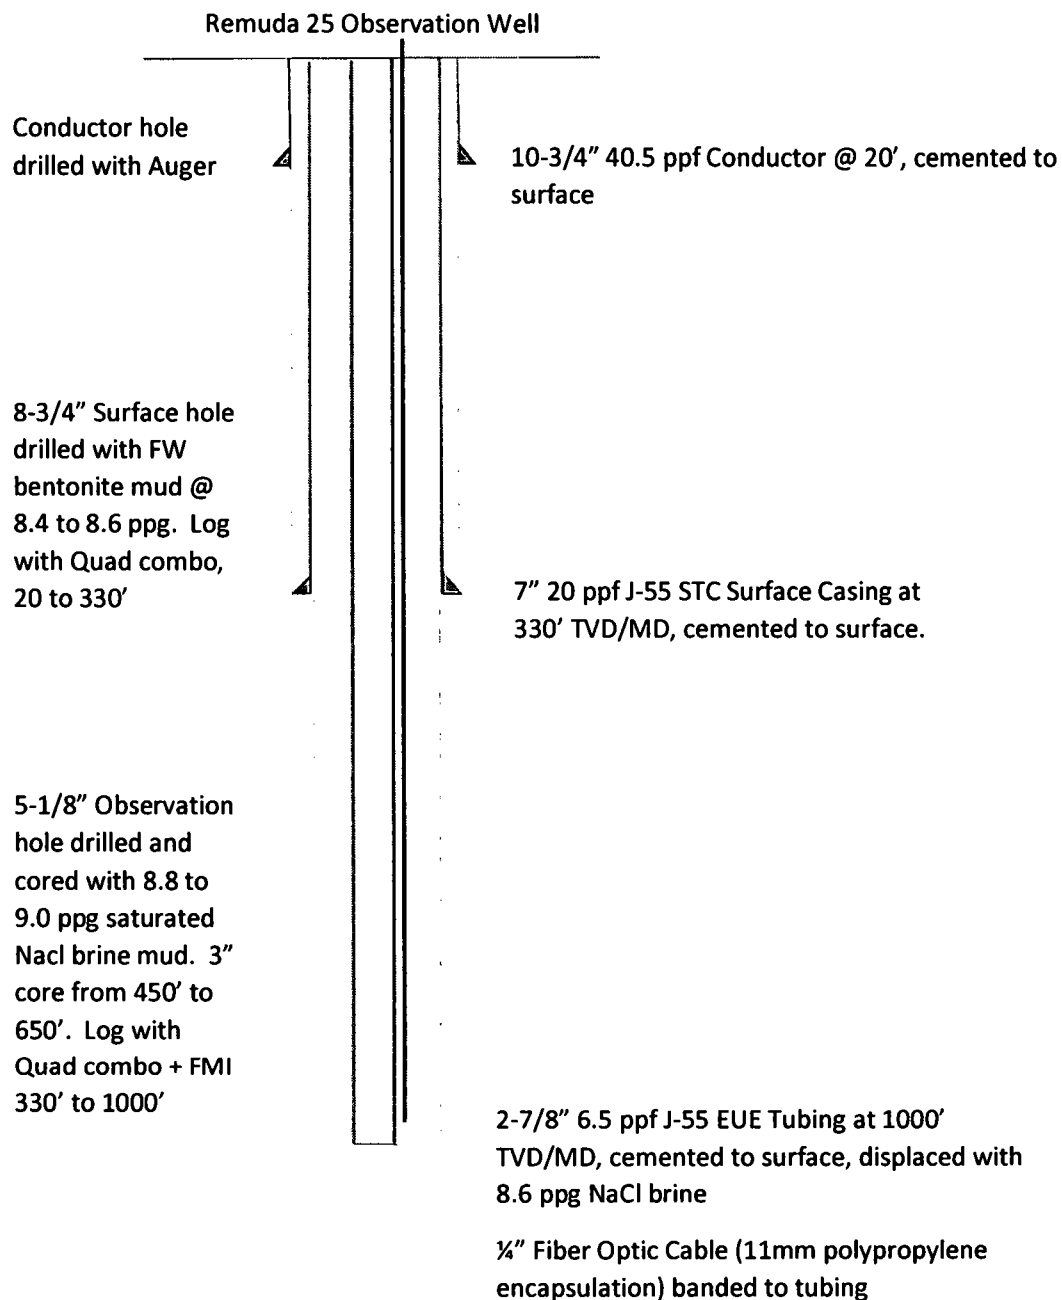 Remuda 25 Observation Well
Conductor hole
drilled with Auger
10-3/4” 40.5 ppf Conductor @ 20’, cemented to
surface
8-3/4” Surface hole
drilled with FW
bentonite mud @
8.4 to 8.6 ppg. Log
with Quad combo,
20 to 330’
7” 20 ppf J-55 STC Surface Casing at
330’ TVD/MD, cemented to surface.
5-1/8” Observation
hole drilled and
cored with 8.8 to
9.0 ppg saturated
Nacl brine mud. 3”
core from 450’ to
650’. Log with
Quad combo + FMI
330’ to 1000’
2-7/8” 6.5 ppf J-55 EUE Tubing at 1000’
TVD/MD, cemented to surface, displaced with
8.6 ppg NaCl brine
¼” Fiber Optic Cable (11mm polypropylene
encapsulation) banded to tubing